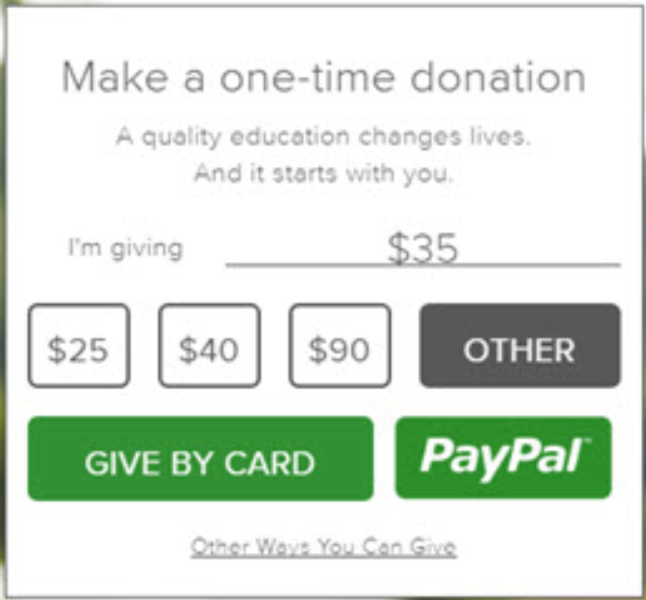 Make a one-time donation
A quality education changes lives.
And it starts with you.
I'm giving $35
$25 $40 $90 OTHER
GIVE BY CARD PayPal™
Other Ways You Can Give